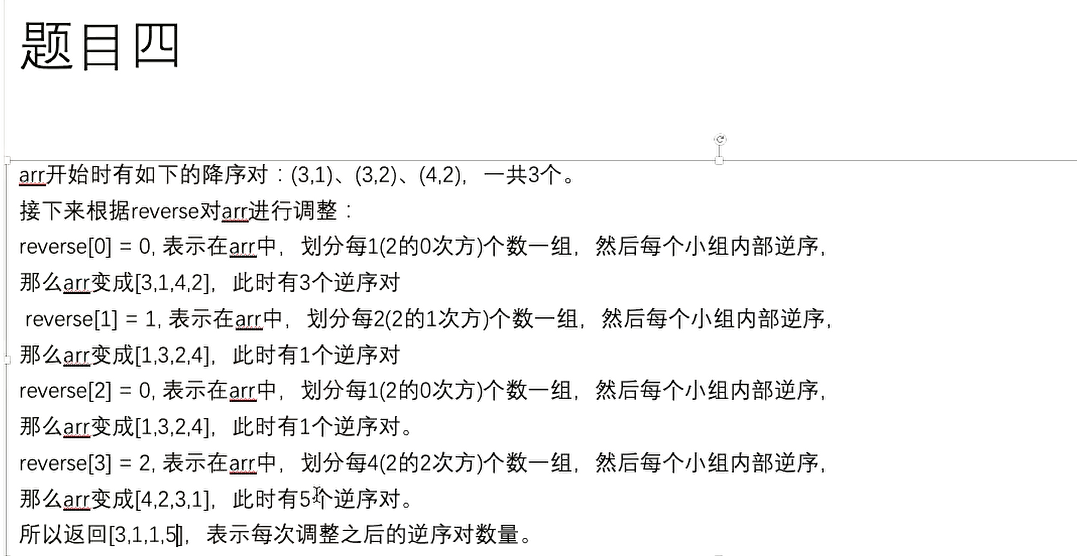 题目四
arr开始时有如下的降序对：(3,1)、(3,2)、(4,2)，一共3个。
接下来根据reverse对arr进行调整：
reverse[0] = 0, 表示在arr中，划分每1(2的0次方)个数一组，然后每个小组内部逆序，
那么arr变成[3,1,4,2]，此时有3个逆序对
reverse[1] = 1, 表示在arr中，划分每2(2的1次方)个数一组，然后每个小组内部逆序，
那么arr变成[1,3,2,4]，此时有1个逆序对
reverse[2] = 0, 表示在arr中，划分每1(2的0次方)个数一组，然后每个小组内部逆序，
那么arr变成[1,3,2,4]，此时有1个逆序对。
reverse[3] = 2, 表示在arr中，划分每4(2的2次方)个数一组，然后每个小组内部逆序，
那么arr变成[4,2,3,1]，此时有5个逆序对。
所以返回[3,1,1,5]，表示每次调整之后的逆序对数量。